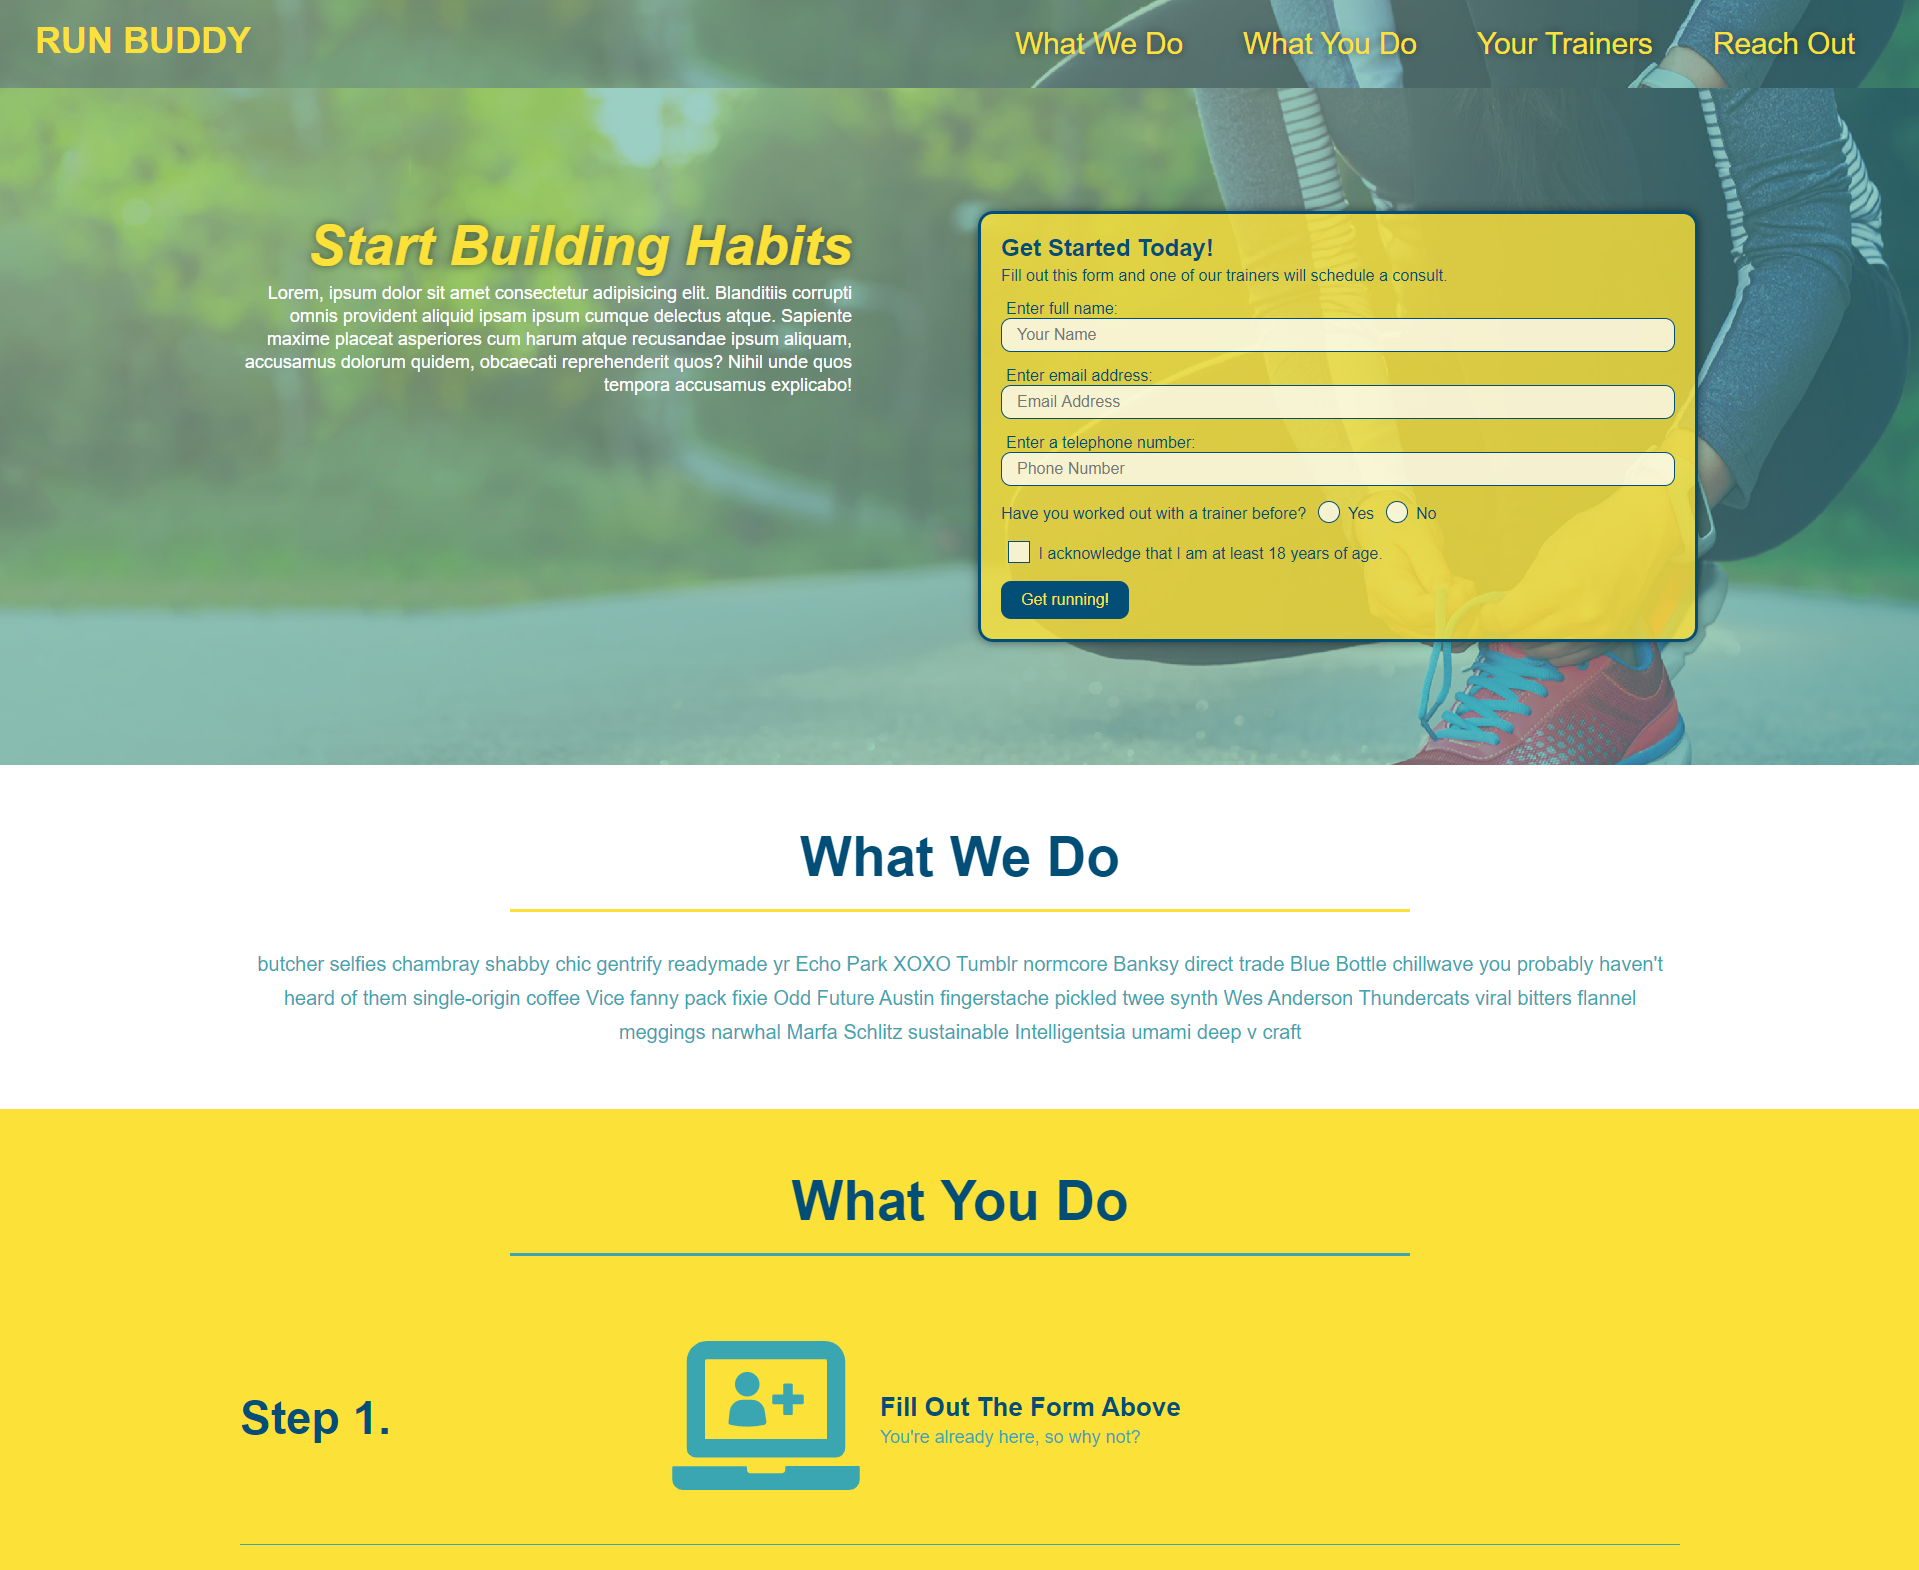 RUN BUDDY
What We Do
What You Do
Your Trainers
Reach Out
Start Building Habits
Lorem, ipsum dolor sit amet consectetur adipisicing elit. Blanditiis corrupti
omnis provident aliquid ipsam ipsum cumque delectus atque. Sapiente
maxime placeat asperiores cum harum atque recusandae ipsum aliquam,
accusamus dolorum quidem, obcaecati reprehenderit quos? Nihil unde quos
tempora accusamus explicabo!
Get Started Today!
Fill out this form and one of our trainers will schedule a consult.
Enter full name:
Your Name
Enter email address:
Email Address
Enter a telephone number:
Phone Number
Have you worked out with a trainer before? Yes No
I acknowledge that I am at least 18 years of age.
Get running!
What We Do
butcher selfies chambray shabby chic gentrify readymade yr Echo Park XOXO Tumblr normcore Banksy direct trade Blue Bottle chillwave you probably haven't
heard of them single-origin coffee Vice fanny pack fixie Odd Future Austin fingerstache pickled twee synth Wes Anderson Thundercats viral bitters flannel
meggings narwhal Marfa Schlitz sustainable Intelligentsia umami deep v craft
What You Do
Step 1.
Fill Out The Form Above
You're already here, so why not?